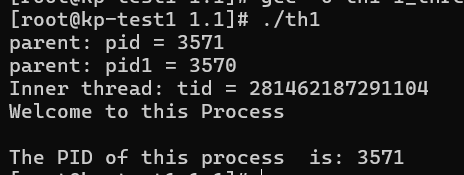 [root@kp-test1 1.1]# ./th1
parent: pid = 3571
parent: pid1 = 3570
Inner thread: tid = 281462187291104
Welcome to this Process
The PID of this process  is: 3571